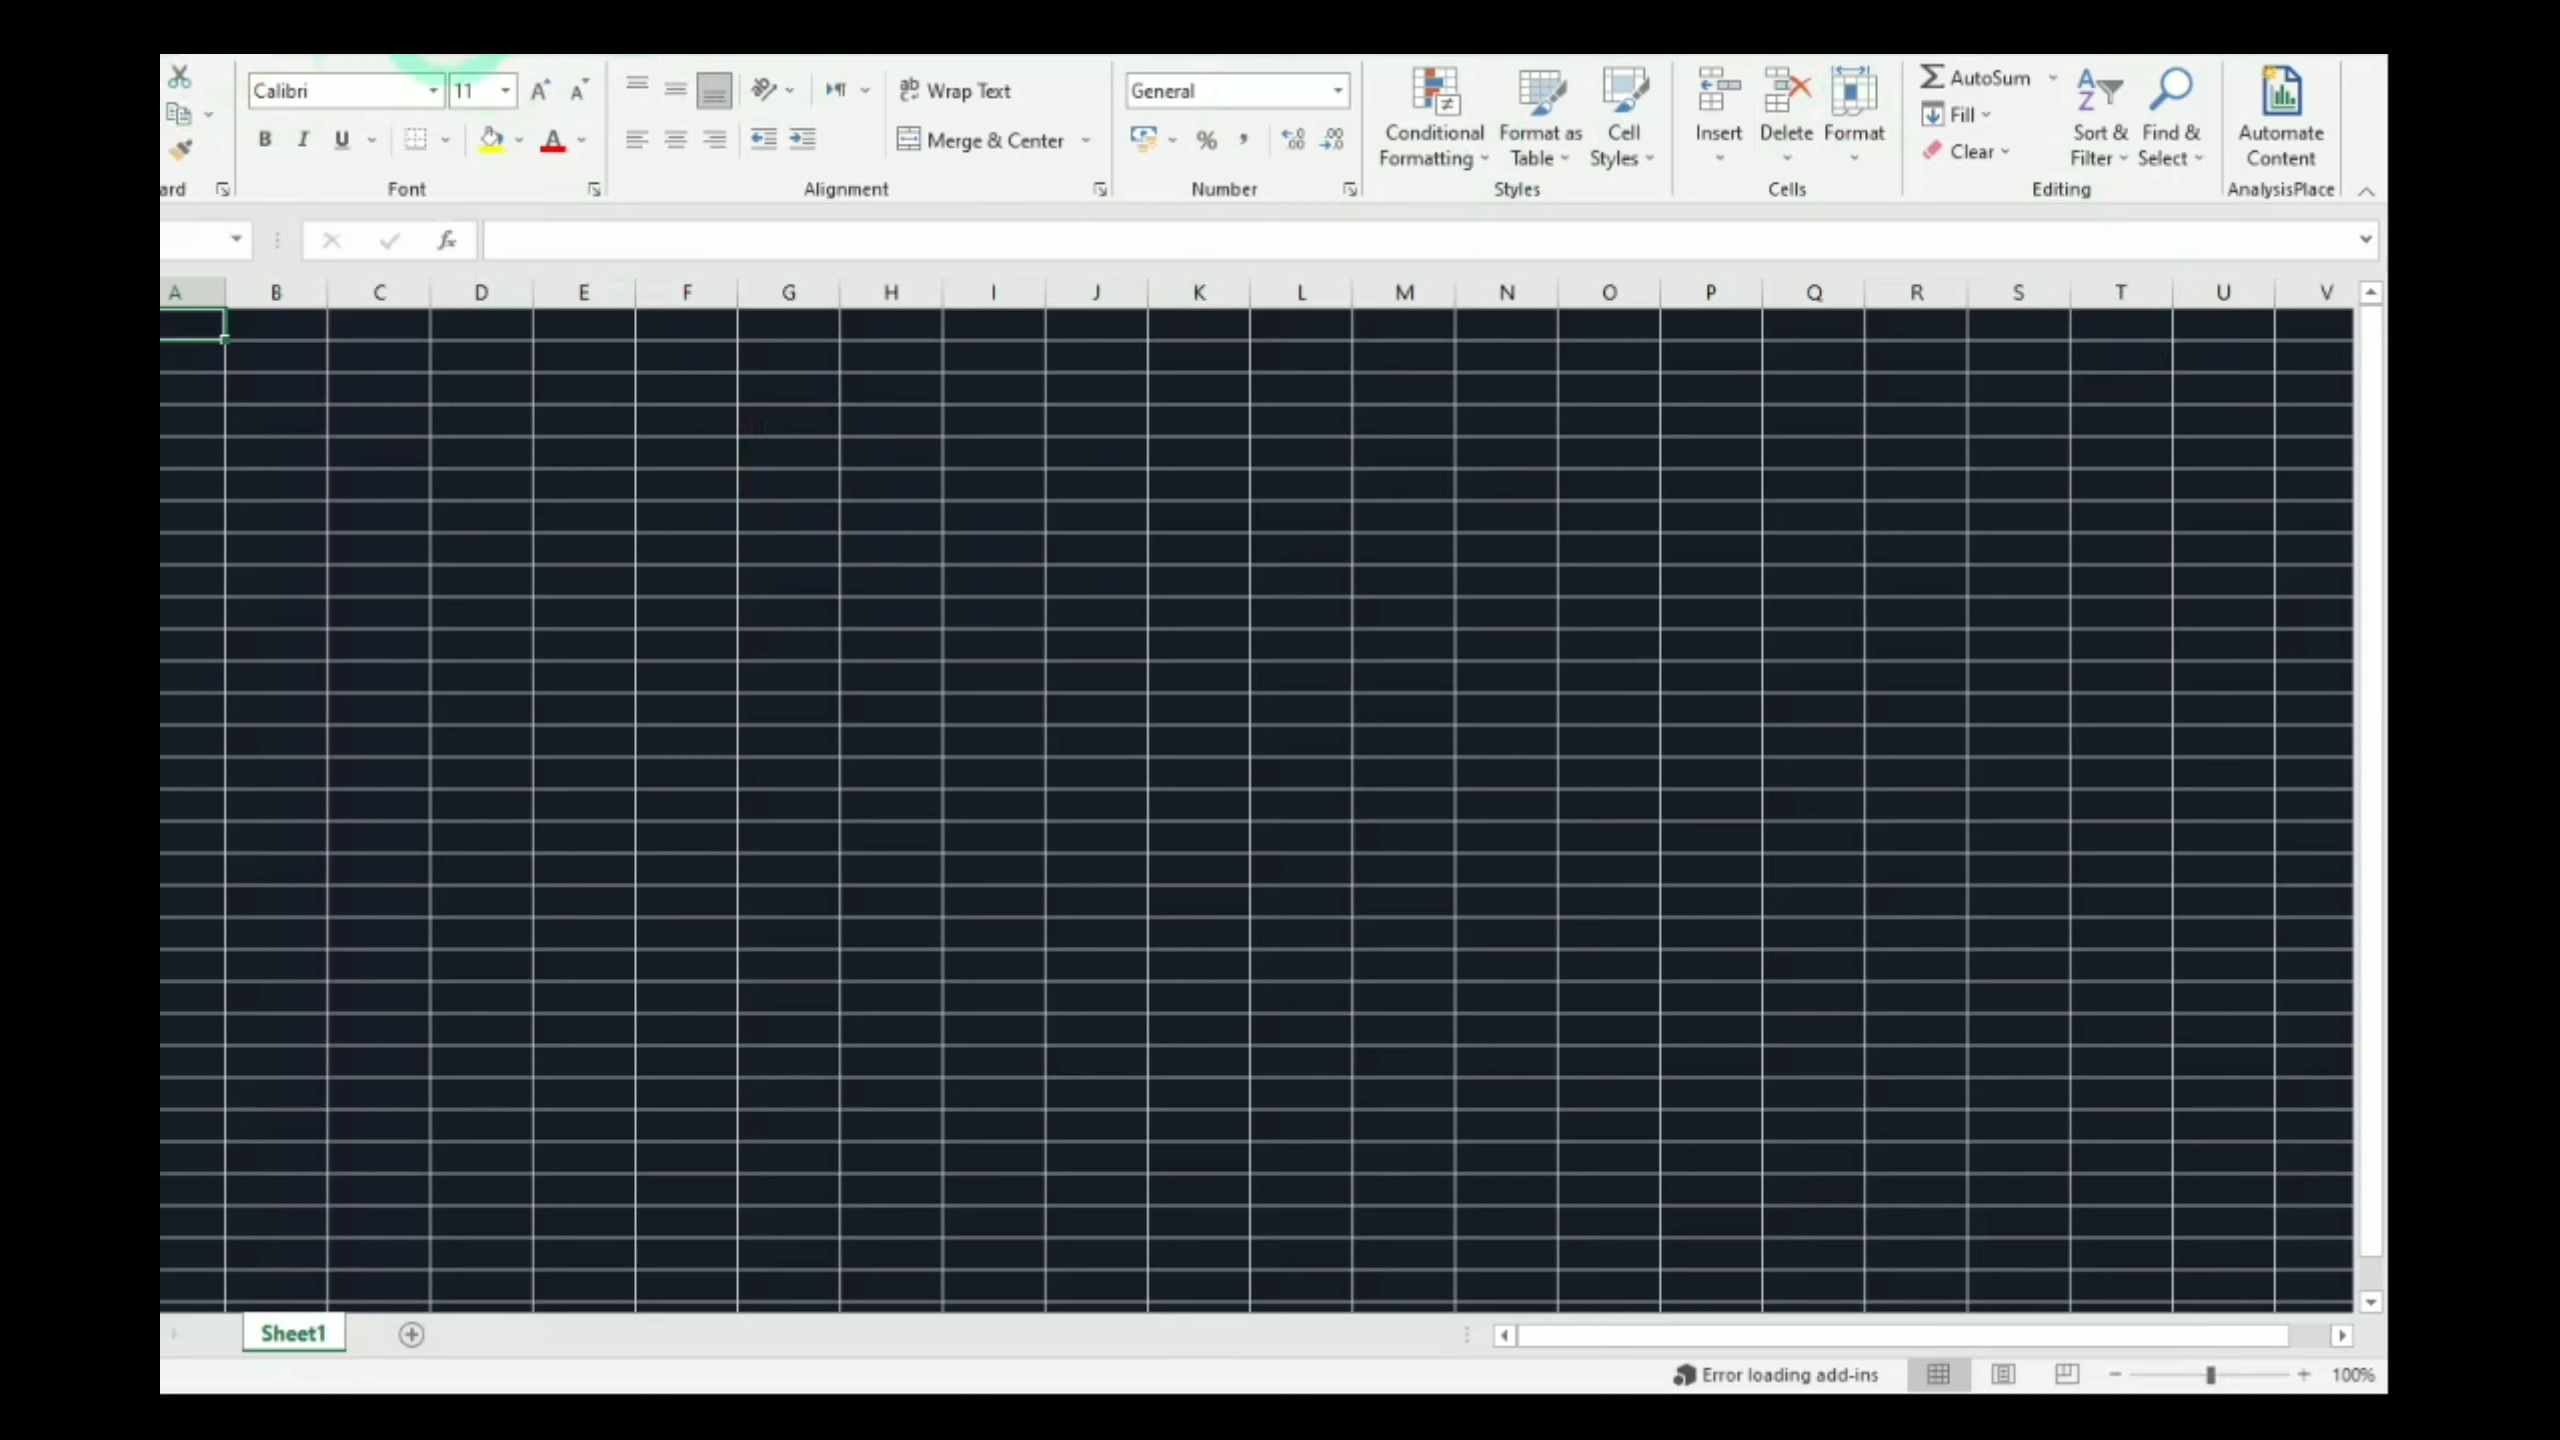 Calibri 11 A A ab Wrap Text General AutoSum
B I U A Merge & Center % , Conditional Formatting Format as Table Cell Styles Insert Delete Format Fill Clear Sort & Filter Find & Select Automate Content
ard Font Alignment Number Styles Cells Editing AnalysisPlace
fx
A B C D E F G H I J K L M N O P Q R S T U V
Sheet1
Error loading add-ins 100%